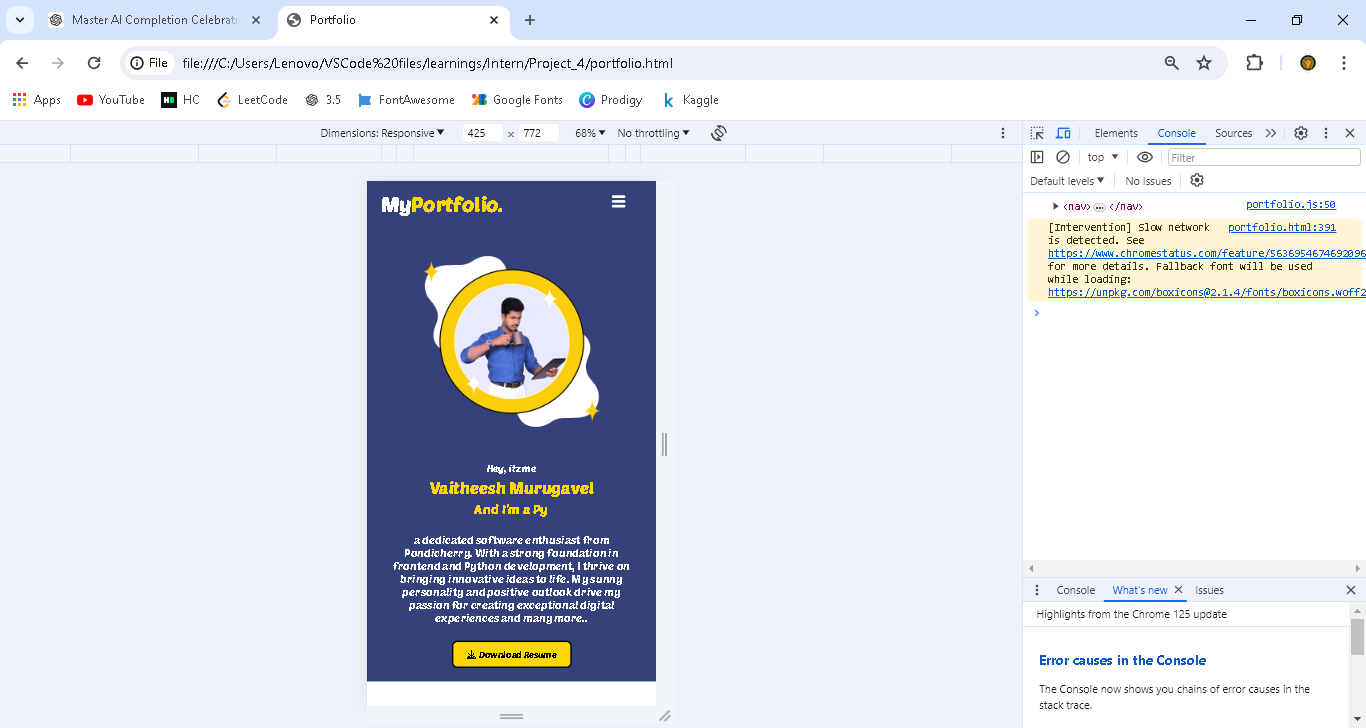 Master AI Completion Celebrati
Portfolio
File
file:///C:/Users/Lenovo/VSCode%20files/learnings/Intern/Project_4/portfolio.html
Apps
YouTube
HC
LeetCode
3.5
FontAwesome
Google Fonts
Prodigy
Kaggle
Dimensions: Responsive
425 x 772
68%
No throttling
MyPortfolio.
Hey, itzme
Vaitheesh Murugavel
And I'm a Py
a dedicated software enthusiast from
Pondicherry. With a strong foundation in
frontend and Python development, I thrive on
bringing innovative ideas to life. My sunny
personality and positive outlook drive my
passion for creating exceptional digital
experiences and many more..
Download Resume
Elements
Console
Sources
top
Filter
Default levels
No Issues
<nav> … </nav>
portfolio.js:50
[Intervention] Slow network portfolio.html:391
is detected. See
https://www.chromestatus.com/feature/5636954674692096
for more details. Fallback font will be used
while loading:
https://unpkg.com/boxicons@2.1.4/fonts/boxicons.woff2
Console
What's new
Issues
Highlights from the Chrome 125 update
Error causes in the Console
The Console now shows you chains of error causes in the
stack trace.